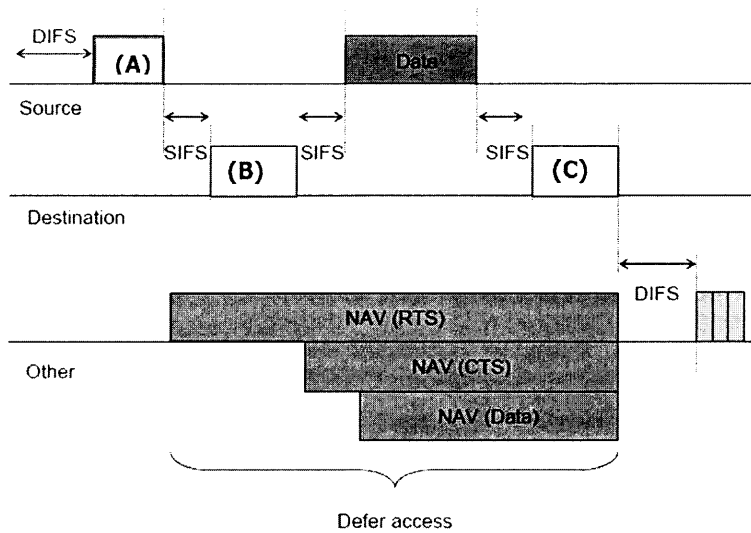 DIFS
(A)
Data
Source
SIFS
(B)
SIFS
SIFS
(C)
Destination
DIFS
NAV (RTS)
Other
NAV (CTS)
NAV (Data)
Defer access